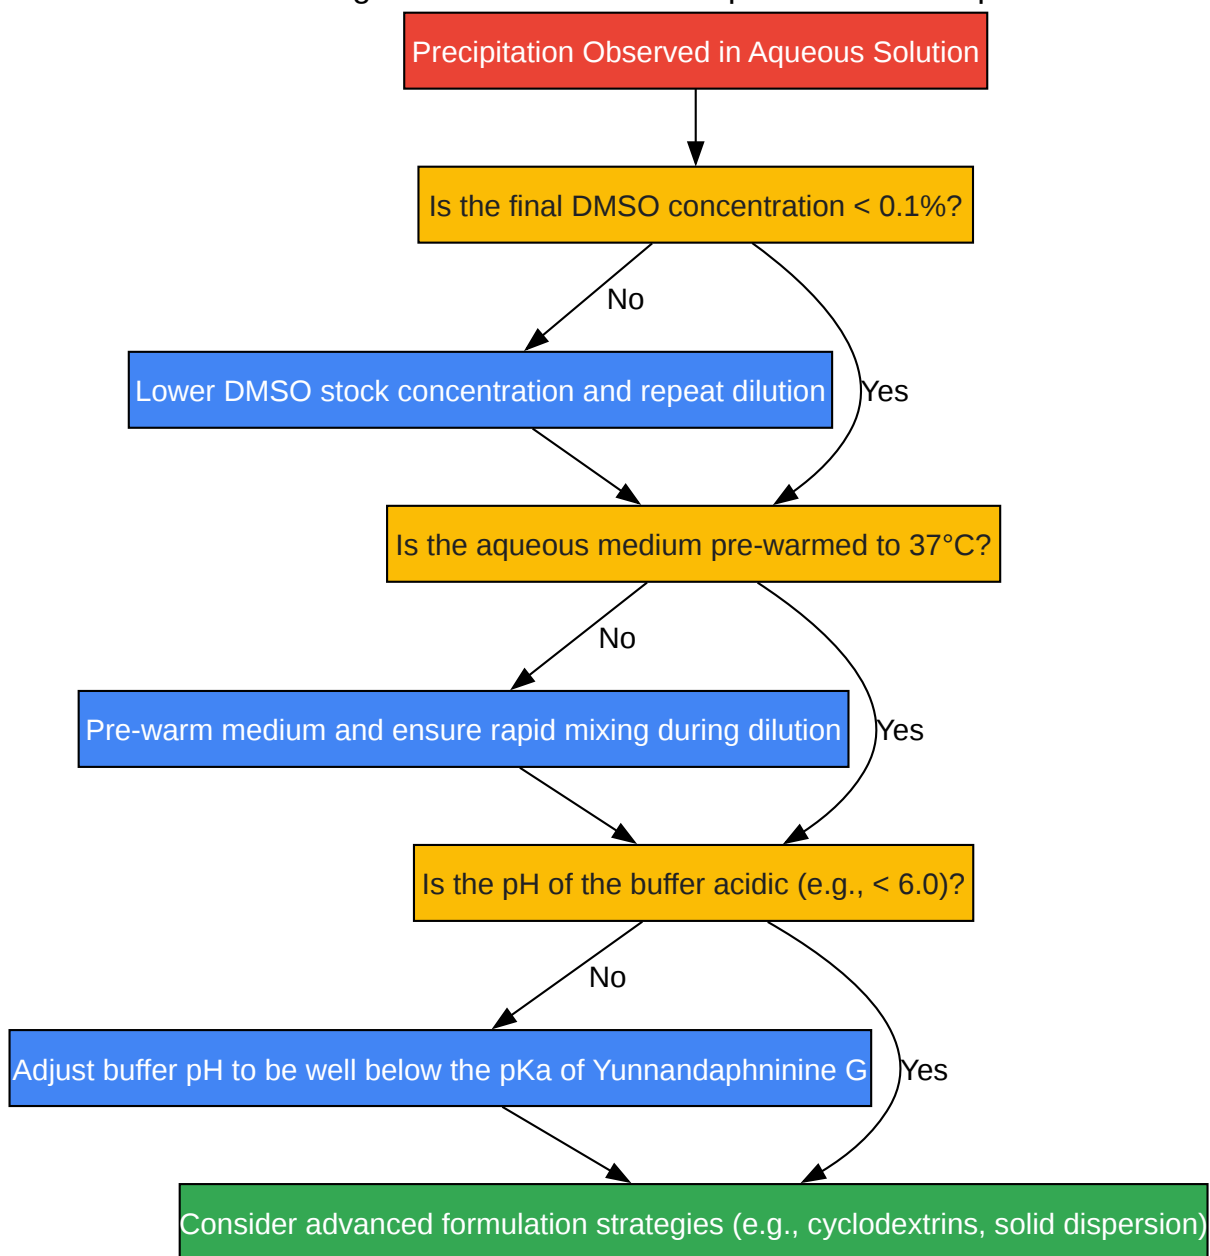 Precipitation Observed in Aqueous Solution
Is the final DMSO concentration < 0.1%?
No
Lower DMSO stock concentration and repeat dilution
Yes
Is the aqueous medium pre-warmed to 37°C?
No
Pre-warm medium and ensure rapid mixing during dilution
Yes
Is the pH of the buffer acidic (e.g., < 6.0)?
No
Adjust buffer pH to be well below the pKa of Yunnandaphninine G
Yes
Consider advanced formulation strategies (e.g., cyclodextrins, solid dispersion)